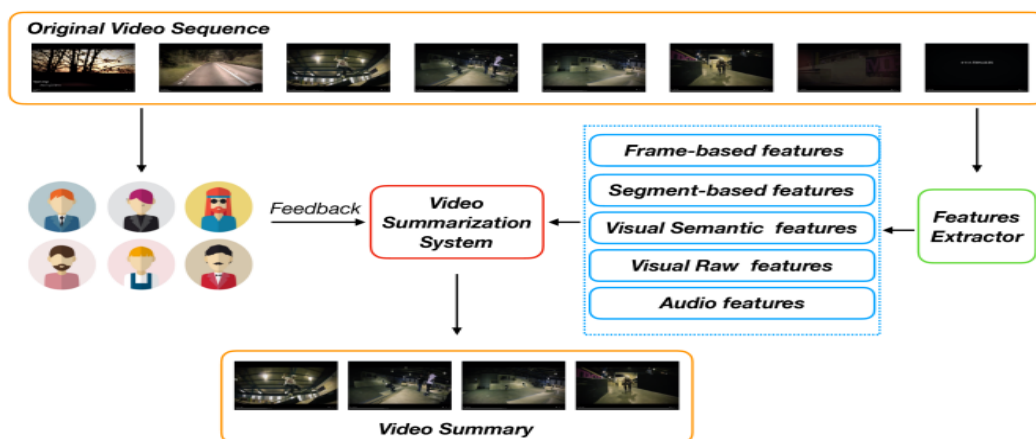 Original Video Sequence
Frame-based features
Segment-based features
Feedback
Video
Summarization
System
Visual Semantic features
Features
Extractor
Visual Raw features
Audio features
Video Summary